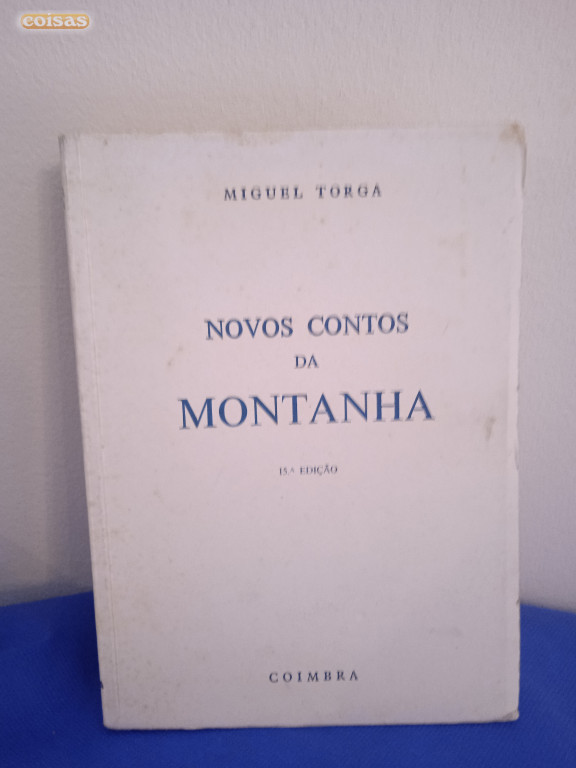 coisas
MIGUEL TORGA
NOVOS CONTOS
DA
MONTANHA
15.ª EDIÇÃO
COIMBRA